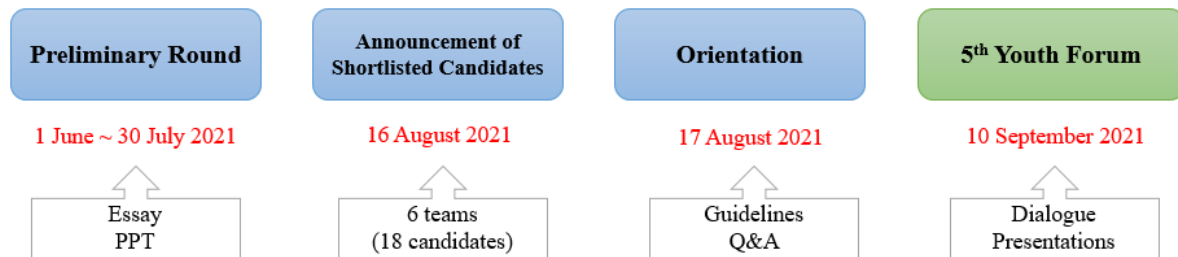 Preliminary Round
1 June ~ 30 July 2021
Essay
PPT
Announcement of
Shortlisted Candidates
16 August 2021
6 teams
(18 candidates)
Orientation
17 August 2021
Guidelines
Q&A
5th Youth Forum
10 September 2021
Dialogue
Presentations